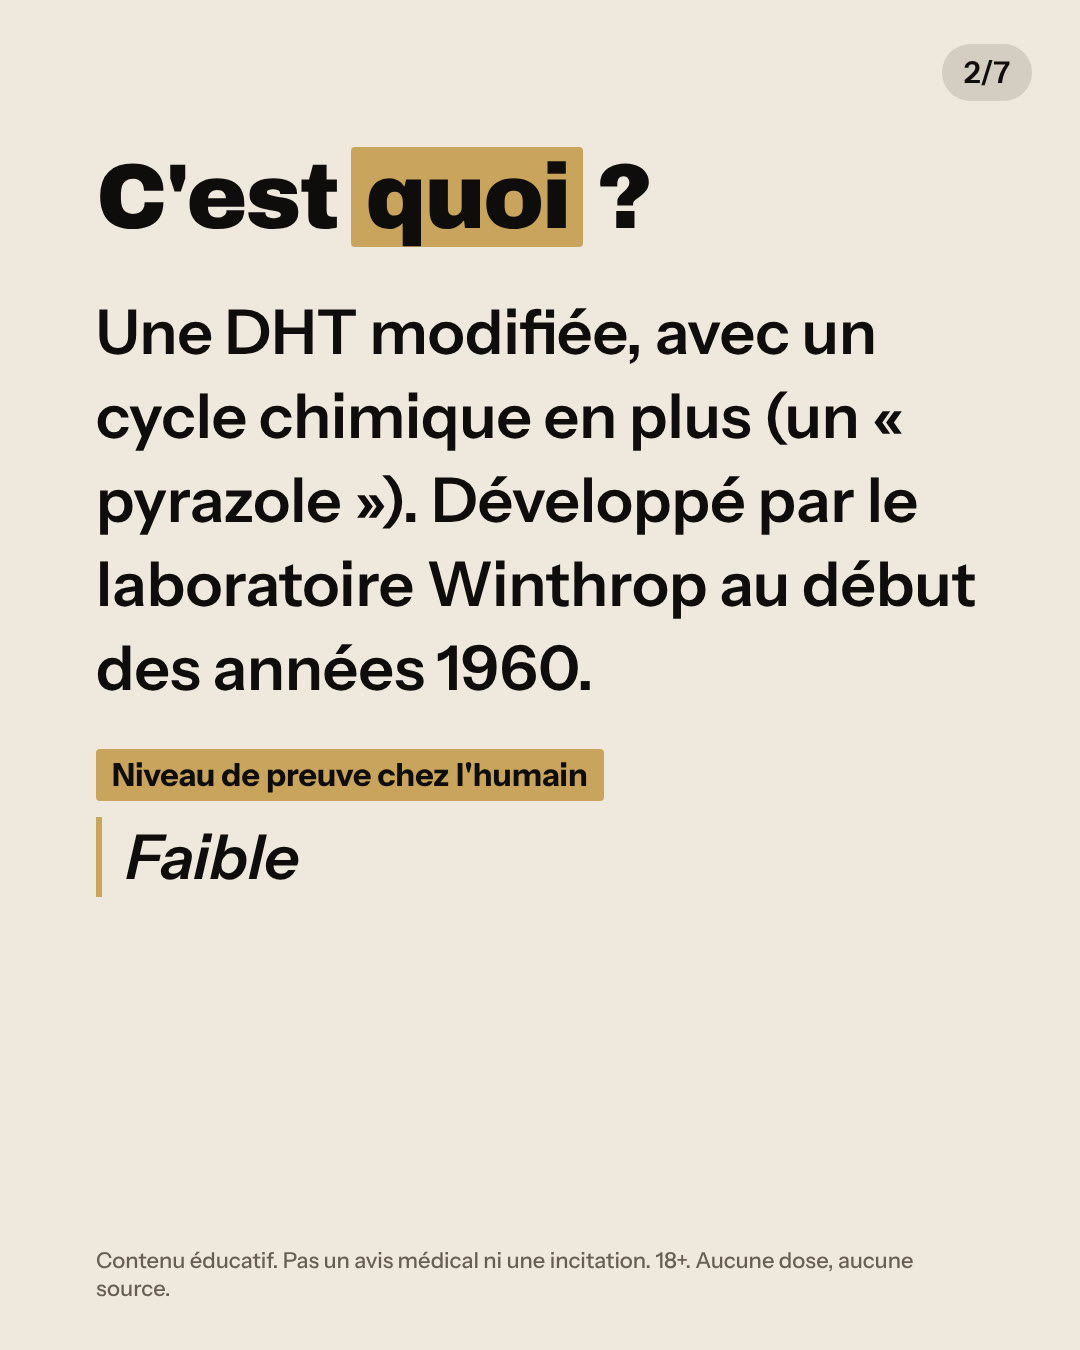 2/7
C'est quoi ?
Une DHT modifiée, avec un
cycle chimique en plus (un «
pyrazole »). Développé par le
laboratoire Winthrop au début
des années 1960.
Niveau de preuve chez l'humain
Faible
Contenu éducatif. Pas un avis médical ni une incitation. 18+. Aucune dose, aucune
source.